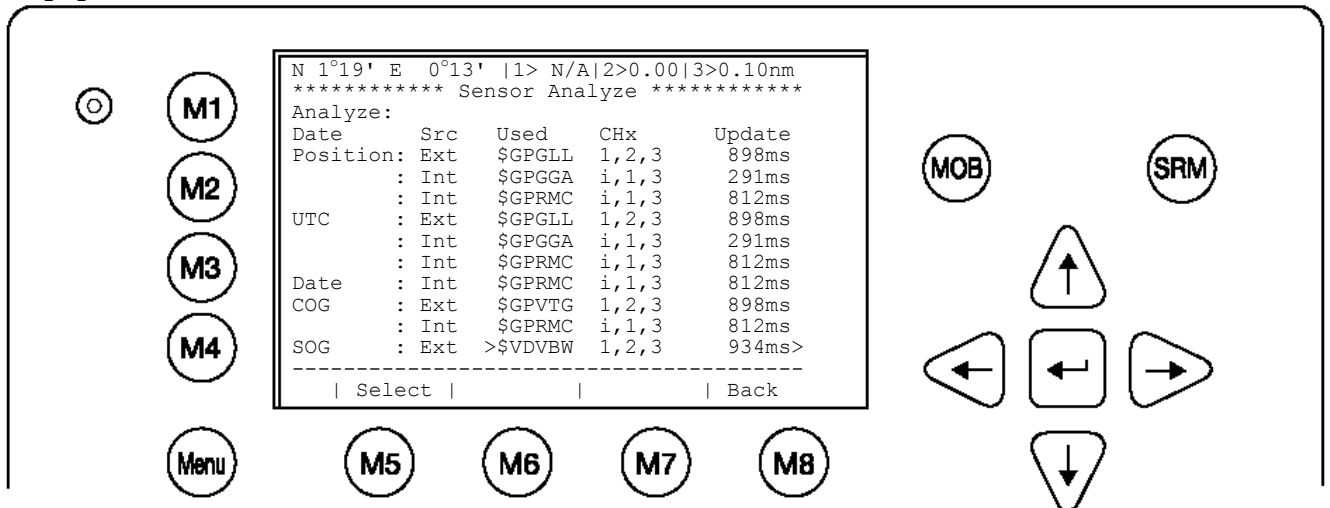 N 1°19' E  0°13' |1> N/A|2>0.00|3>0.10nm
************ Sensor Analyze ************
Analyze:
Date Src Used CHx Update
Position: Ext $GPGLL 1,2,3 898ms
: Int $GPGGA i,1,3 291ms
: Int $GPRMC i,1,3 812ms
UTC : Ext $GPGLL 1,2,3 898ms
: Int $GPGGA i,1,3 291ms
: Int $GPRMC i,1,3 812ms
Date : Int $GPRMC i,1,3 812ms
COG : Ext $GPVTG 1,2,3 898ms
: Int $GPRMC i,1,3 812ms
SOG : Ext >$VDVBW 1,2,3 934ms>
----------------------------------------
| Select | | | Back
M1
M2
M3
M4
Menu
M5
M6
M7
M8
MOB
SRM